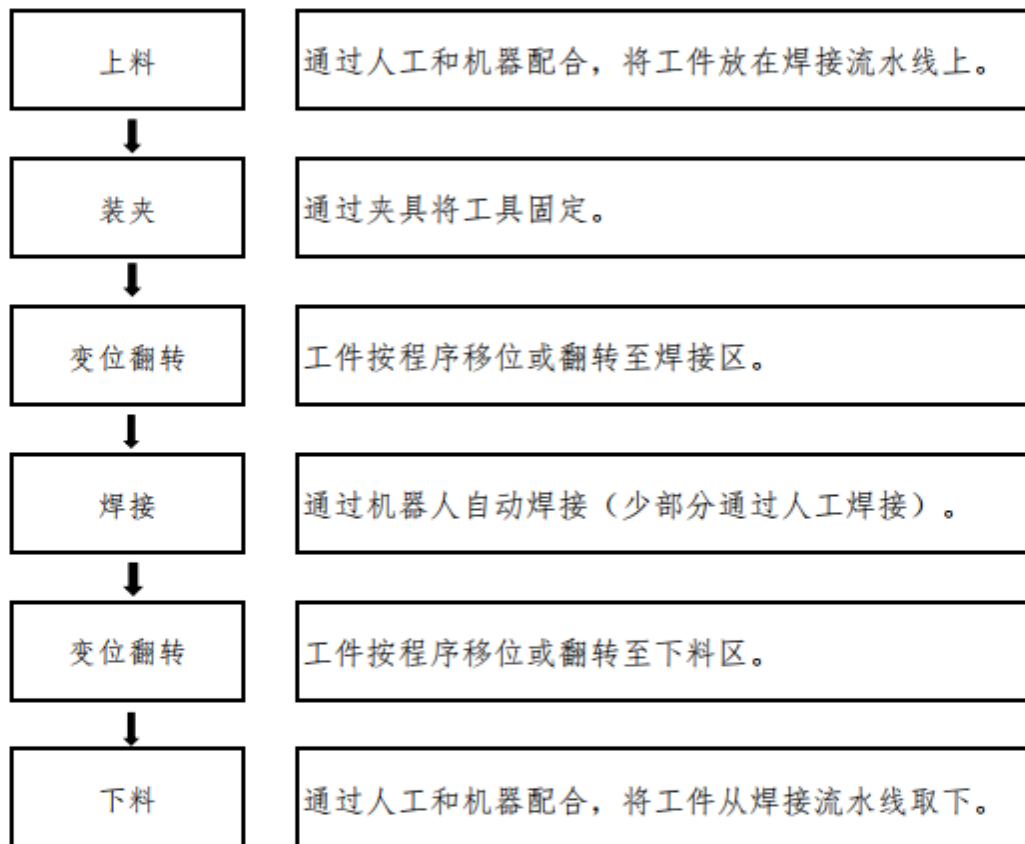 上料
通过人工和机器配合，将工件放在焊接流水线上。
装夹
通过夹具将工具固定。
变位翻转
工件按程序移位或翻转至焊接区。
焊接
通过机器人自动焊接（少部分通过人工焊接）。
变位翻转
工件按程序移位或翻转至下料区。
下料
通过人工和机器配合，将工件从焊接流水线取下。